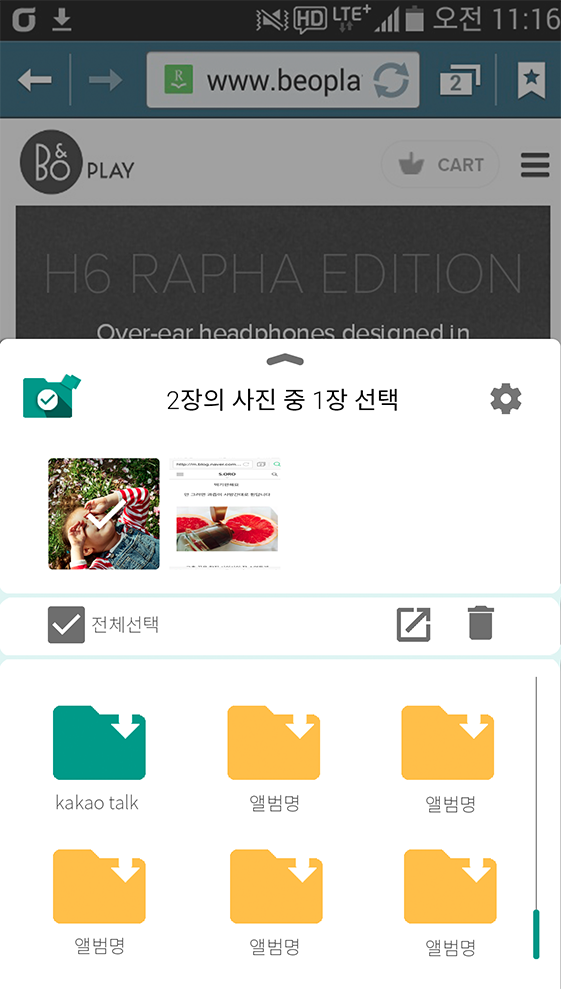 HD LTE+ 오전 11:16
R www.beopla 2
B&O PLAY CART
H6 RAPHA EDITION
Over-ear headphones designed in
2장의 사진 중 1장 선택
http://m.blog.naver.com...
S.ORO
전체선택
kakao talk
앨범명
앨범명
앨범명
앨범명
앨범명